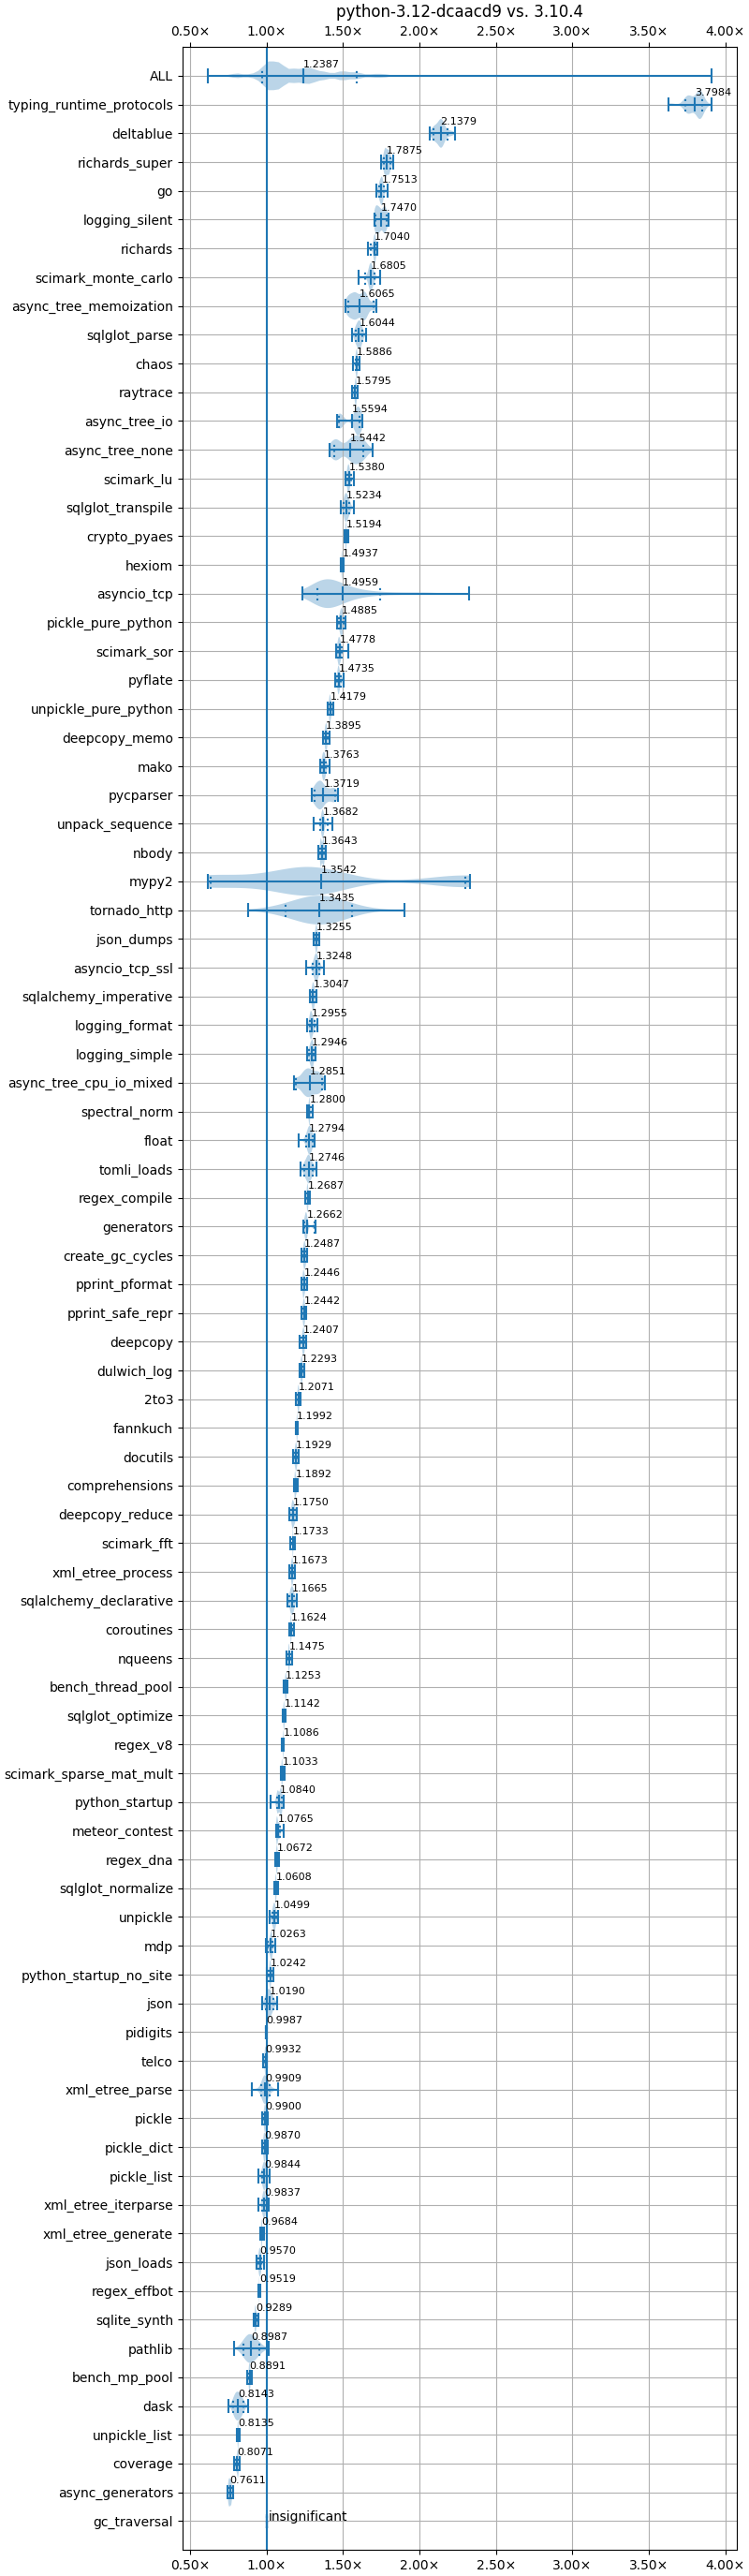 python-3.12-dcaacd9 vs. 3.10.4
0.50× 1.00× 1.50× 2.00× 2.50× 3.00× 3.50× 4.00×
ALL 1.2387
typing_runtime_protocols 3.7984
deltablue 2.1379
richards_super 1.7875
go 1.7513
logging_silent 1.7470
richards 1.7040
scimark_monte_carlo 1.6805
async_tree_memoization 1.6065
sqlglot_parse 1.6044
chaos 1.5886
raytrace 1.5795
async_tree_io 1.5594
async_tree_none 1.5442
scimark_lu 1.5380
sqlglot_transpile 1.5234
crypto_pyaes 1.5194
hexiom 1.4937
asyncio_tcp 1.4959
pickle_pure_python 1.4885
scimark_sor 1.4778
pyflate 1.4735
unpickle_pure_python 1.4179
deepcopy_memo 1.3895
mako 1.3763
pycparser 1.3719
unpack_sequence 1.3682
nbody 1.3643
mypy2 1.3542
tornado_http 1.3435
json_dumps 1.3255
asyncio_tcp_ssl 1.3248
sqlalchemy_imperative 1.3047
logging_format 1.2955
logging_simple 1.2946
async_tree_cpu_io_mixed 1.2851
spectral_norm 1.2800
float 1.2794
tomli_loads 1.2746
regex_compile 1.2687
generators 1.2662
create_gc_cycles 1.2487
pprint_pformat 1.2446
pprint_safe_repr 1.2442
deepcopy 1.2407
dulwich_log 1.2293
2to3 1.2071
fannkuch 1.1992
docutils 1.1929
comprehensions 1.1892
deepcopy_reduce 1.1750
scimark_fft 1.1733
xml_etree_process 1.1673
sqlalchemy_declarative 1.1665
coroutines 1.1624
nqueens 1.1475
bench_thread_pool 1.1253
sqlglot_optimize 1.1142
regex_v8 1.1086
scimark_sparse_mat_mult 1.1033
python_startup 1.0840
meteor_contest 1.0765
regex_dna 1.0672
sqlglot_normalize 1.0608
unpickle 1.0499
mdp 1.0263
python_startup_no_site 1.0242
json 1.0190
pidigits 0.9987
telco 0.9932
xml_etree_parse 0.9909
pickle 0.9900
pickle_dict 0.9870
pickle_list 0.9844
xml_etree_iterparse 0.9837
xml_etree_generate 0.9684
json_loads 0.9570
regex_effbot 0.9519
sqlite_synth 0.9289
pathlib 0.8987
bench_mp_pool 0.8891
dask 0.8143
unpickle_list 0.8135
coverage 0.8071
async_generators 0.7611
gc_traversal insignificant
0.50× 1.00× 1.50× 2.00× 2.50× 3.00× 3.50× 4.00×